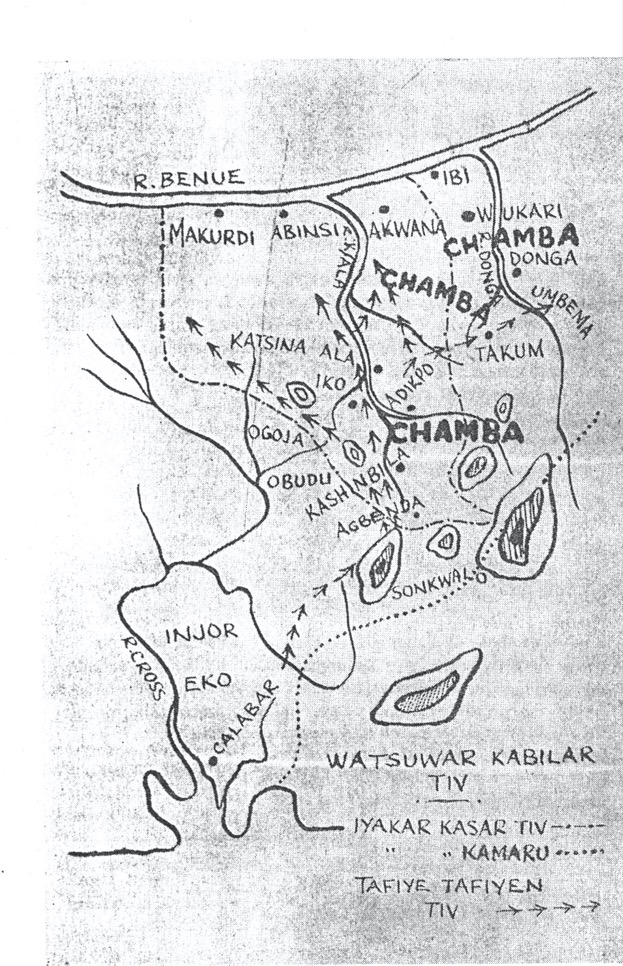 R. BENUE
IBI
MAKURDI
ABINSI
AKWANA
WUKARI
CHAMBA
R. DONGA
DONGA
K/ALA
CHAMBA
UMBEMA
KATSINA ALA
TAKUM
IKO
ADIKPO
OGOJA
CHAMBA
OBUDU
KASHINBILA
AGBENDA
SONKWALO
INJOR
EKO
R.CROSS
CALABAR
WATSUWAR KABILAR
TIV
IYAKAR KASAR TIV
" " KAMARU
TAFIYE TAFIYEN
TIV